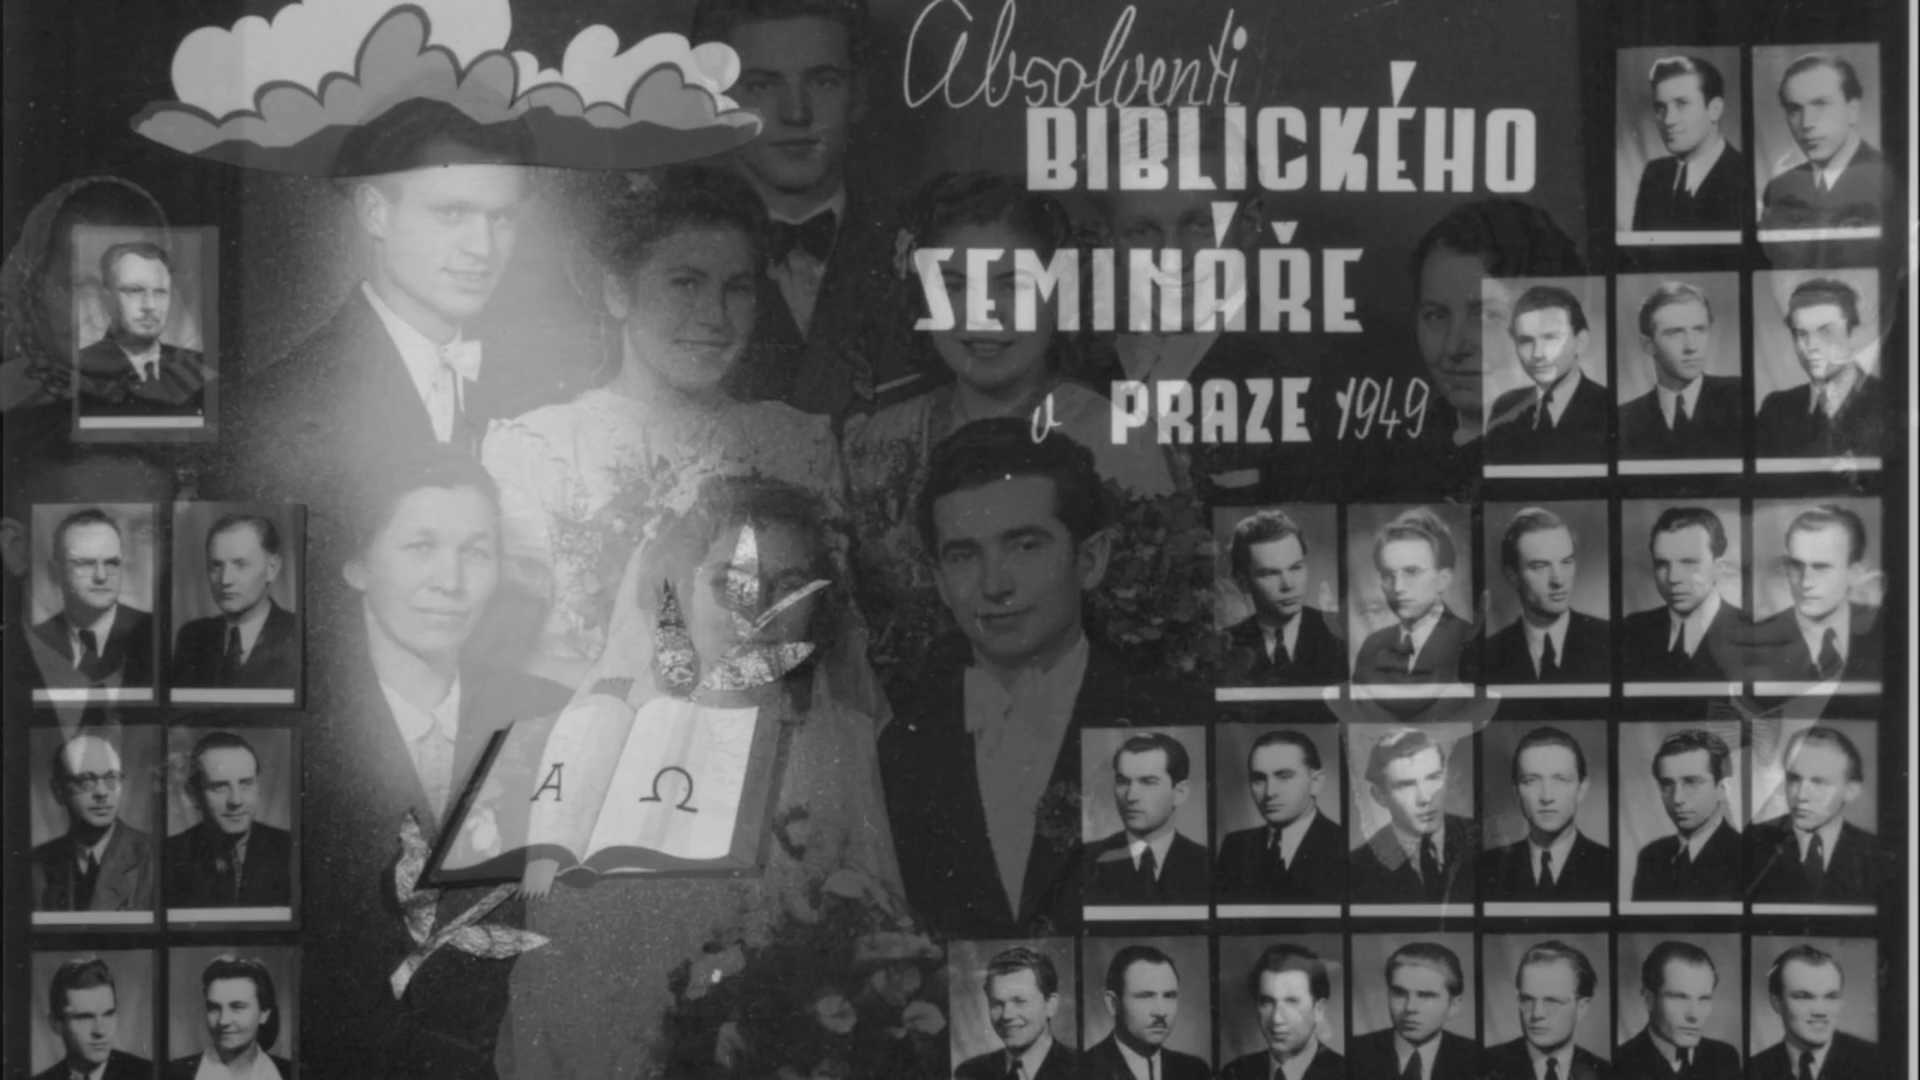 Absolventi
BIBLICKÉHO
SEMINÁŘE
v PRAZE 1949
A Ω